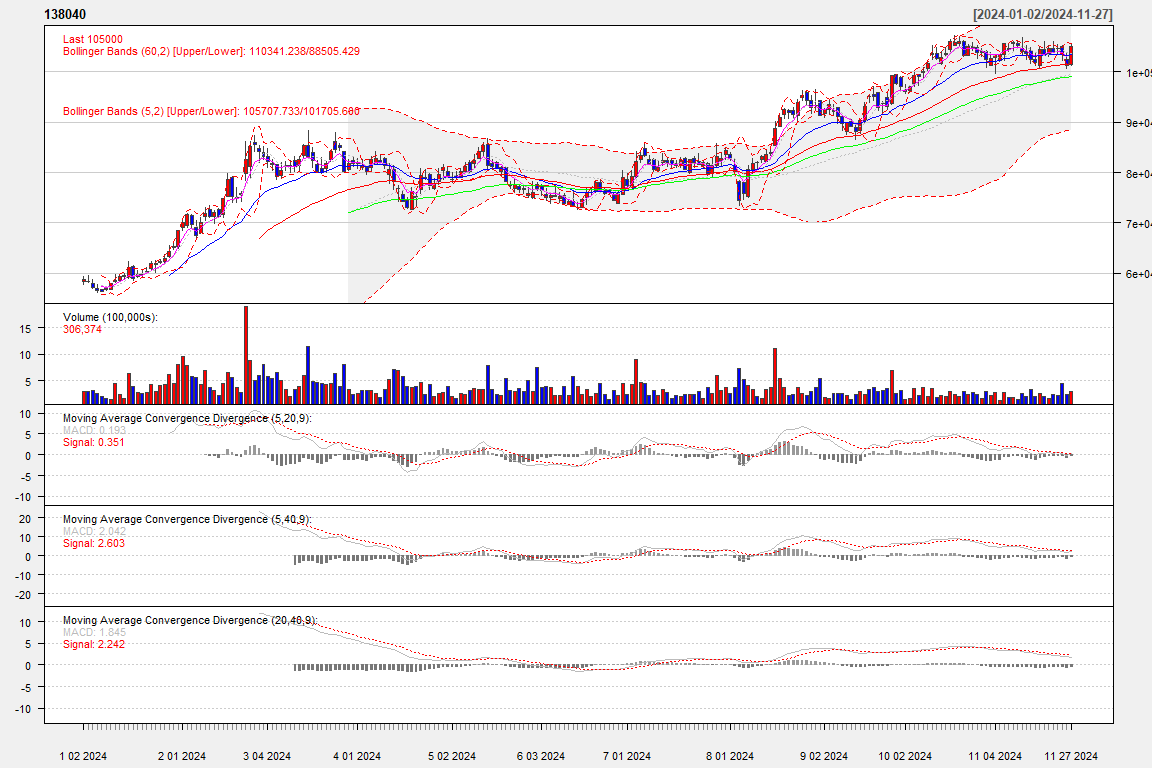 138040 [2024-01-02/2024-11-27]
Last 105000
Bollinger Bands (60,2) [Upper/Lower]: 110341.238/88505.429
Bollinger Bands (5,2) [Upper/Lower]: 105707.733/101705.600
1e+05
9e+04
8e+04
7e+04
6e+04
Volume (100,000s):
306,374
15
10
5
Moving Average Convergence Divergence (5,20,9):
MACD: 0.193
Signal: 0.351
10
5
0
-5
-10
Moving Average Convergence Divergence (5,40,9):
MACD: 2.042
Signal: 2.603
20
10
0
-10
-20
Moving Average Convergence Divergence (20,40,9):
MACD: 1.845
Signal: 2.242
10
5
0
-5
-10
1 02 2024 2 01 2024 3 04 2024 4 01 2024 5 02 2024 6 03 2024 7 01 2024 8 01 2024 9 02 2024 10 02 2024 11 04 2024 11 27 2024